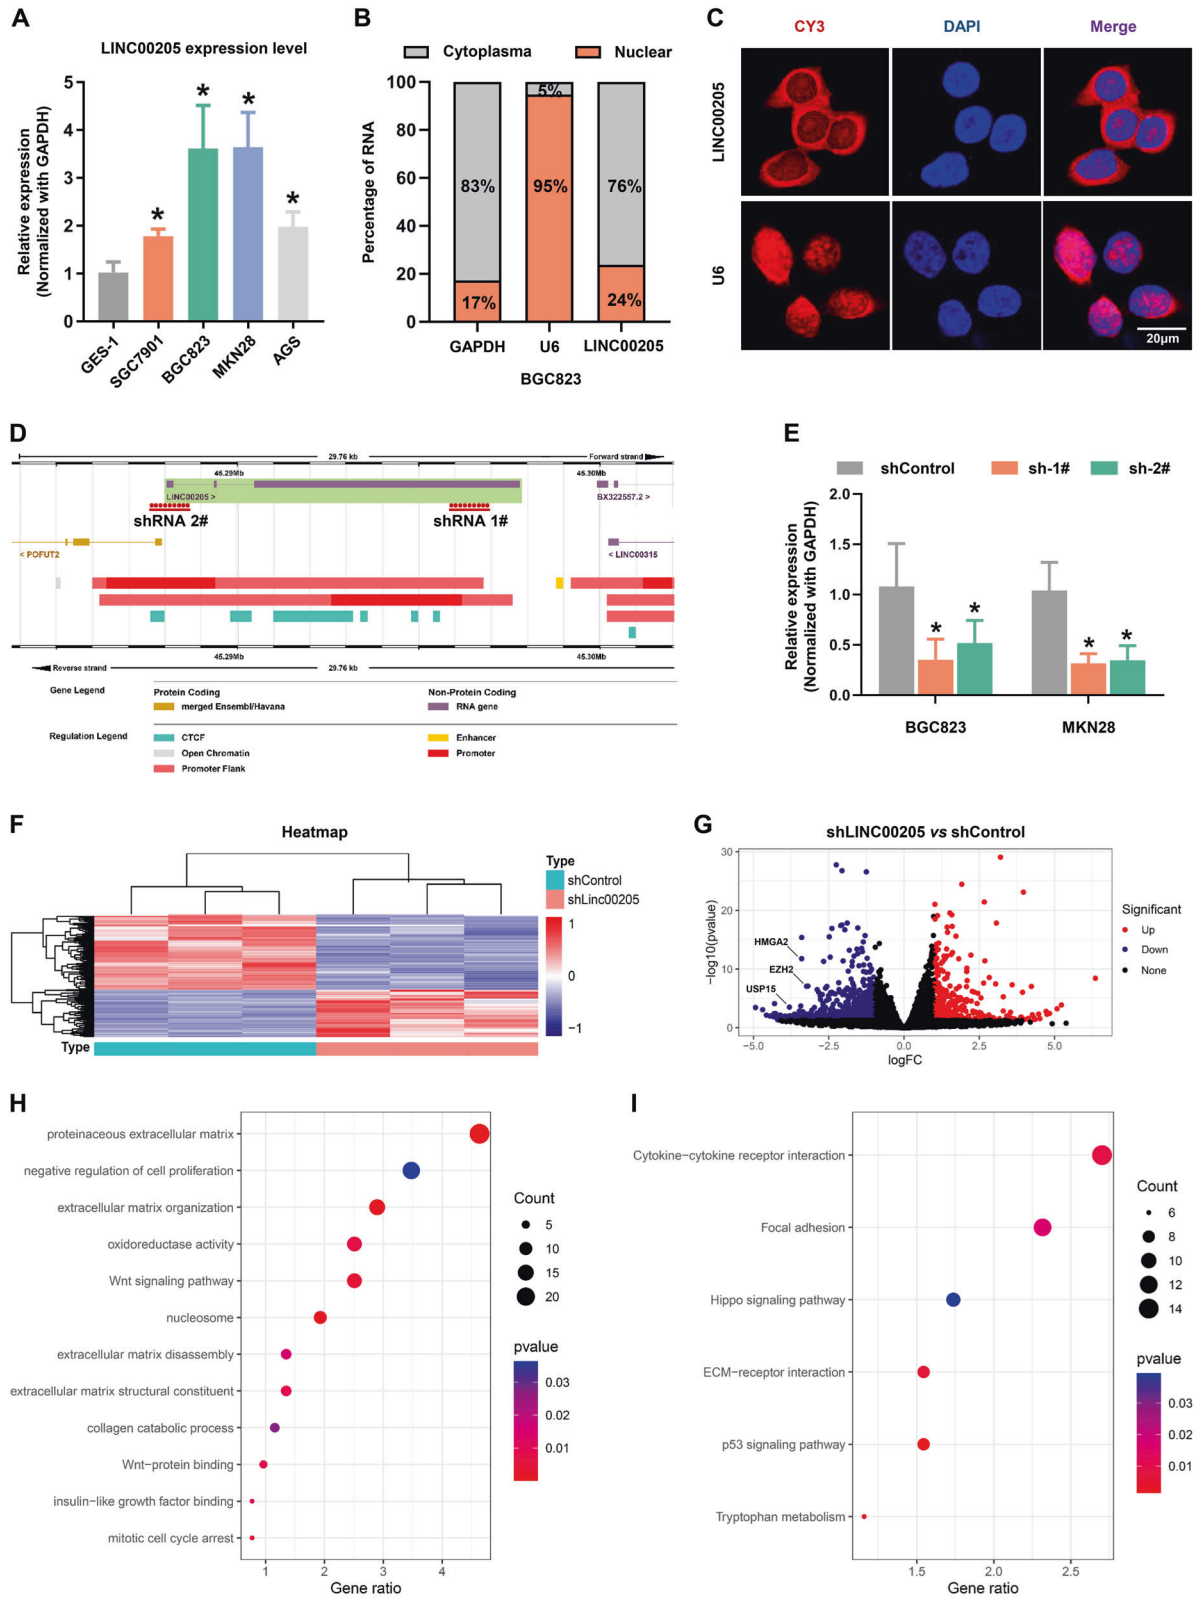 A
LINC00205 expression level
Relative expression
(Normalized with GAPDH)
5
4
3
2
1
0
*
*
*
*
GES-1
SGC7901
BGC823
MKN28
AGS
B
Cytoplasma
Nuclear
Percentage of RNA
100
80
60
40
20
0
83%
17%
5%
95%
76%
24%
GAPDH
U6
LINC00205
BGC823
C
CY3
DAPI
Merge
LINC00205
U6
20μm
D
29.76 kb
Forward strand
46.29Mb
46.30Mb
LINC00205 >
BX322557.2 >
shRNA 2#
shRNA 1#
< POFUT2
< LINC00315
46.29Mb
46.30Mb
Reverse strand
29.76 kb
Gene Legend
Protein Coding
Non-Protein Coding
merged Ensembl/Havana
RNA gene
Regulation Legend
CTCF
Enhancer
Open Chromatin
Promoter
Promoter Flank
E
shControl
sh-1#
sh-2#
Relative expression
(Normalized with GAPDH)
2.0
1.5
1.0
0.5
0.0
*
*
*
*
BGC823
MKN28
F
Heatmap
Type
shControl
shLinc00205
1
0
−1
Type
G
shLINC00205 vs shControl
−log10(pvalue)
30
20
10
0
HMGA2
EZH2
USP15
−5.0
−2.5
0.0
2.5
5.0
logFC
Significant
Up
Down
None
H
proteinaceous extracellular matrix
negative regulation of cell proliferation
extracellular matrix organization
oxidoreductase activity
Wnt signaling pathway
nucleosome
extracellular matrix disassembly
extracellular matrix structural constituent
collagen catabolic process
Wnt−protein binding
insulin−like growth factor binding
mitotic cell cycle arrest
1
2
3
4
Gene ratio
Count
5
10
15
20
pvalue
0.03
0.02
0.01
I
Cytokine−cytokine receptor interaction
Focal adhesion
Hippo signaling pathway
ECM−receptor interaction
p53 signaling pathway
Tryptophan metabolism
1.5
2.0
2.5
Gene ratio
Count
6
8
10
12
14
pvalue
0.03
0.02
0.01